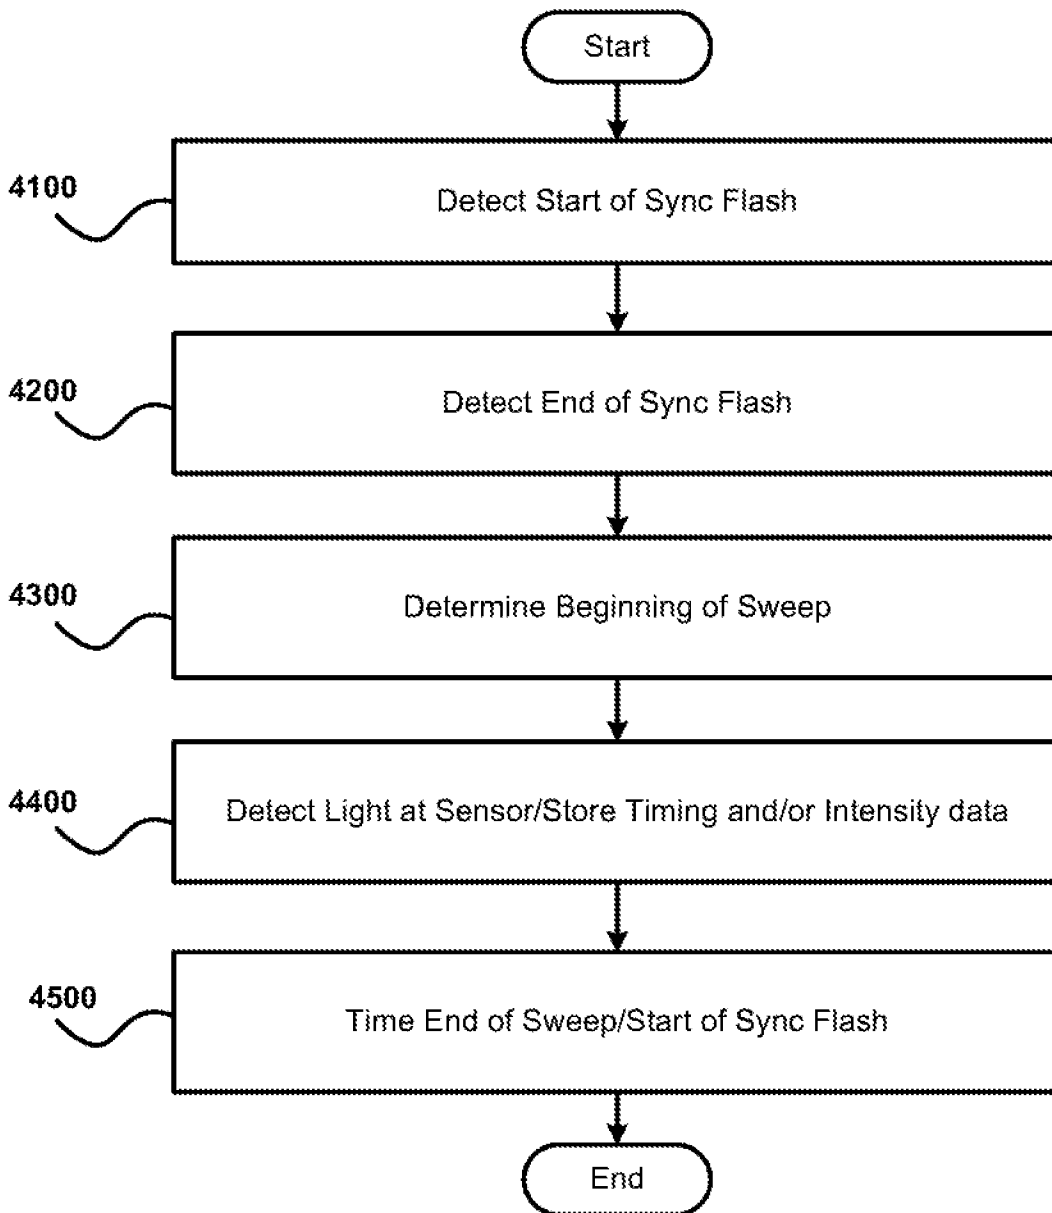 Start
4100
Detect Start of Sync Flash
4200
Detect End of Sync Flash
4300
Determine Beginning of Sweep
4400
Detect Light at Sensor/Store Timing and/or Intensity data
4500
Time End of Sweep/Start of Sync Flash
End